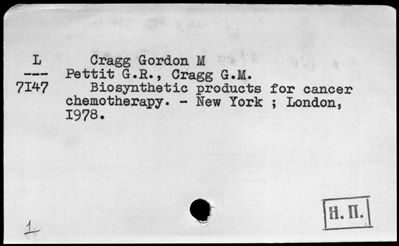 L Cragg Gordon M
--- Pettit G.R., Cragg G.M.
7147 Biosynthetic products for cancer
chemotherapy. - New York ; London,
1978.
1
Н. П.